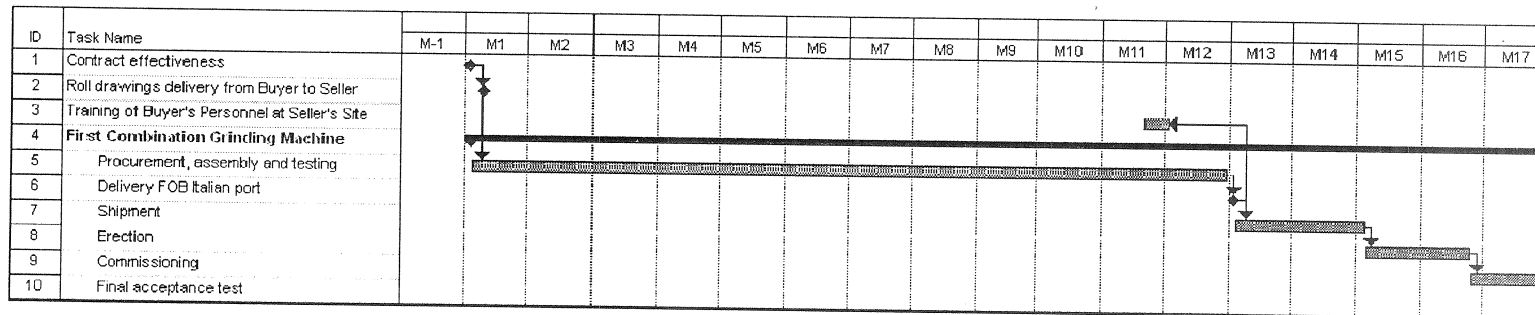 ID Task Name M-1 M1 M2 M3 M4 M5 M6 M7 M8 M9 M10 M11 M12 M13 M14 M15 M16 M17
1 Contract effectiveness
2 Roll drawings delivery from Buyer to Seller
3 Training of Buyer's Personnel at Seller's Site
4 First Combination Grinding Machine
5 Procurement, assembly and testing
6 Delivery FOB Italian port
7 Shipment
8 Erection
9 Commissioning
10 Final acceptance test